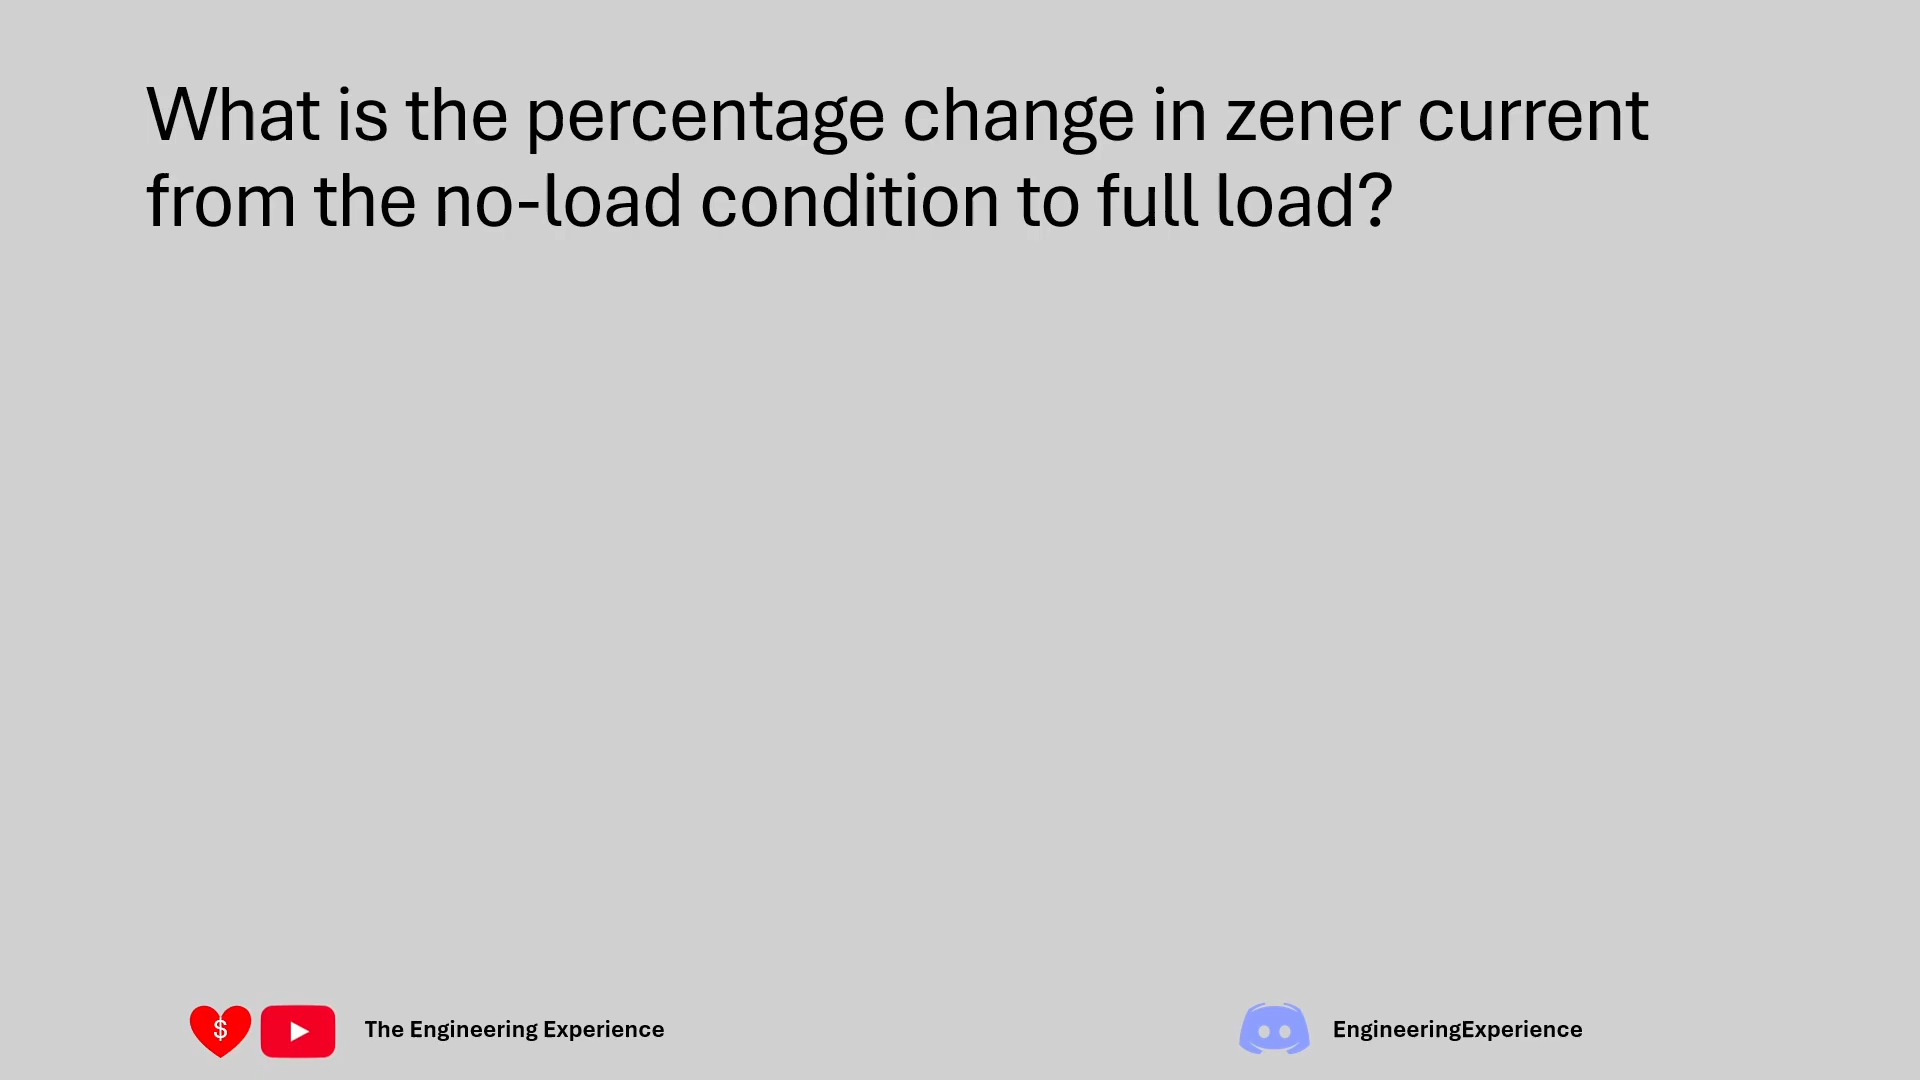 What is the percentage change in zener current
from the no-load condition to full load?
$
The Engineering Experience
EngineeringExperience